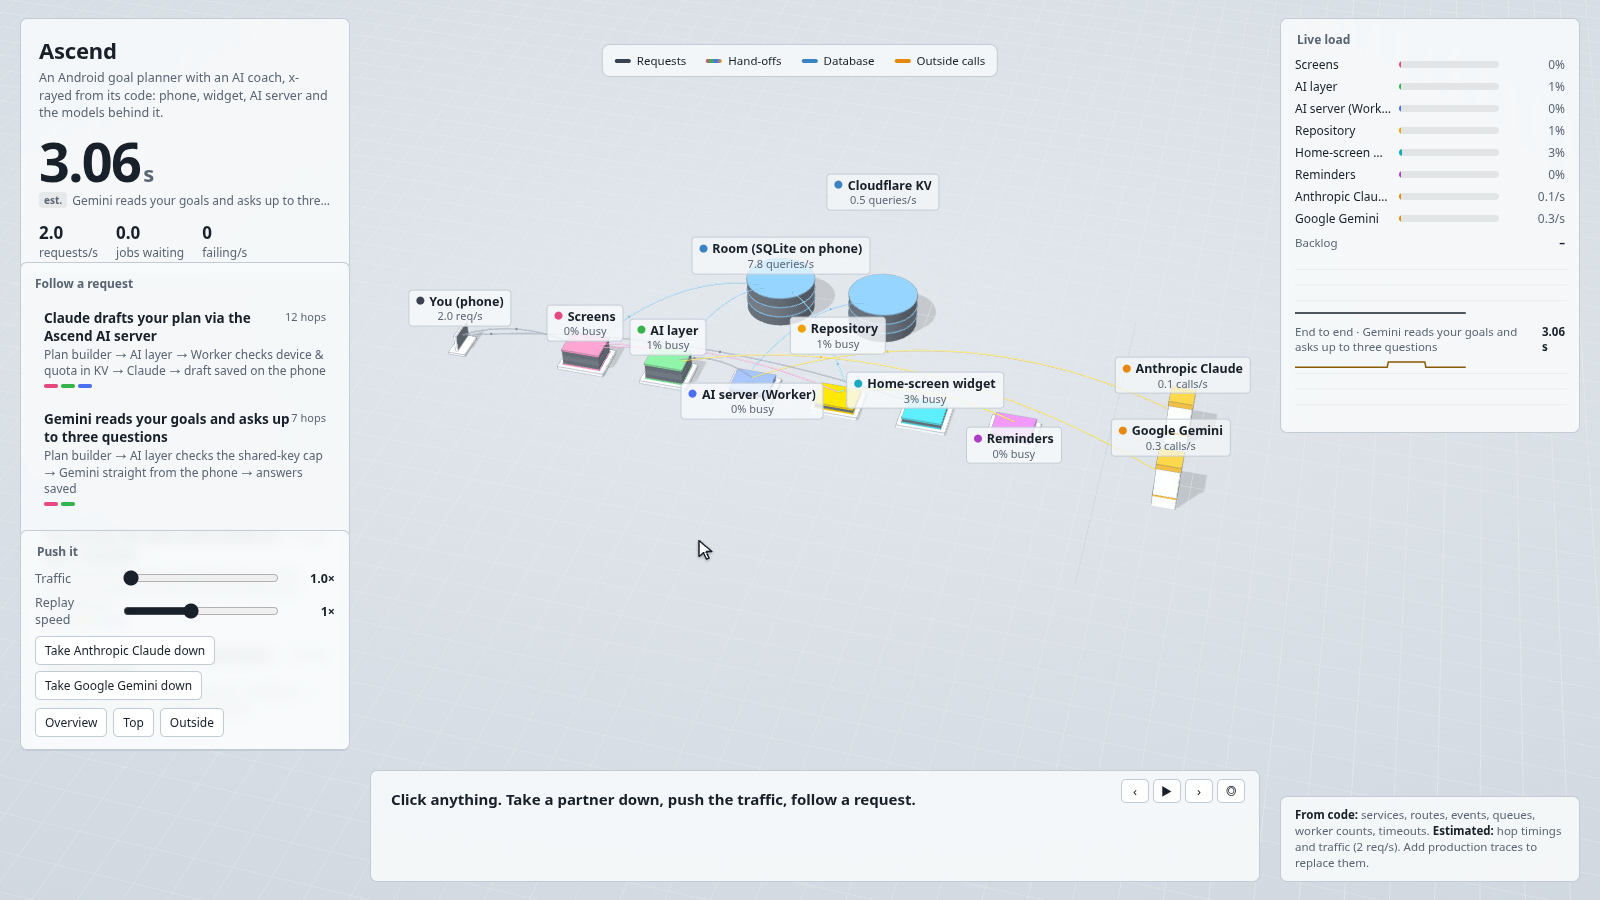 Ascend
An Android goal planner with an AI coach, x-
rayed from its code: phone, widget, AI server and
the models behind it.
3.06 s
est. Gemini reads your goals and asks up to thre...
2.0 0.0 0
requests/s jobs waiting failing/s
Follow a request
Claude drafts your plan via the 12 hops
Ascend AI server
Plan builder → AI layer → Worker checks device &
quota in KV → Claude → draft saved on the phone
Gemini reads your goals and asks up 7 hops
to three questions
Plan builder → AI layer checks the shared-key cap
→ Gemini straight from the phone → answers
saved
Push it
Traffic 1.0×
Replay
speed 1×
Take Anthropic Claude down
Take Google Gemini down
Overview Top Outside
Requests Hand-offs Database Outside calls
Cloudflare KV
0.5 queries/s
Room (SQLite on phone)
7.8 queries/s
You (phone)
2.0 req/s
Screens
0% busy
AI layer
1% busy
Repository
1% busy
AI server (Worker)
0% busy
Home-screen widget
3% busy
Reminders
0% busy
Anthropic Claude
0.1 calls/s
Google Gemini
0.3 calls/s
Click anything. Take a partner down, push the traffic, follow a request.
Live load
Screens 0%
AI layer 1%
AI server (Work... 0%
Repository 1%
Home-screen ... 3%
Reminders 0%
Anthropic Clau... 0.1/s
Google Gemini 0.3/s
Backlog –
End to end · Gemini reads your goals and 3.06
asks up to three questions s
From code: services, routes, events, queues,
worker counts, timeouts. Estimated: hop timings
and traffic (2 req/s). Add production traces to
replace them.